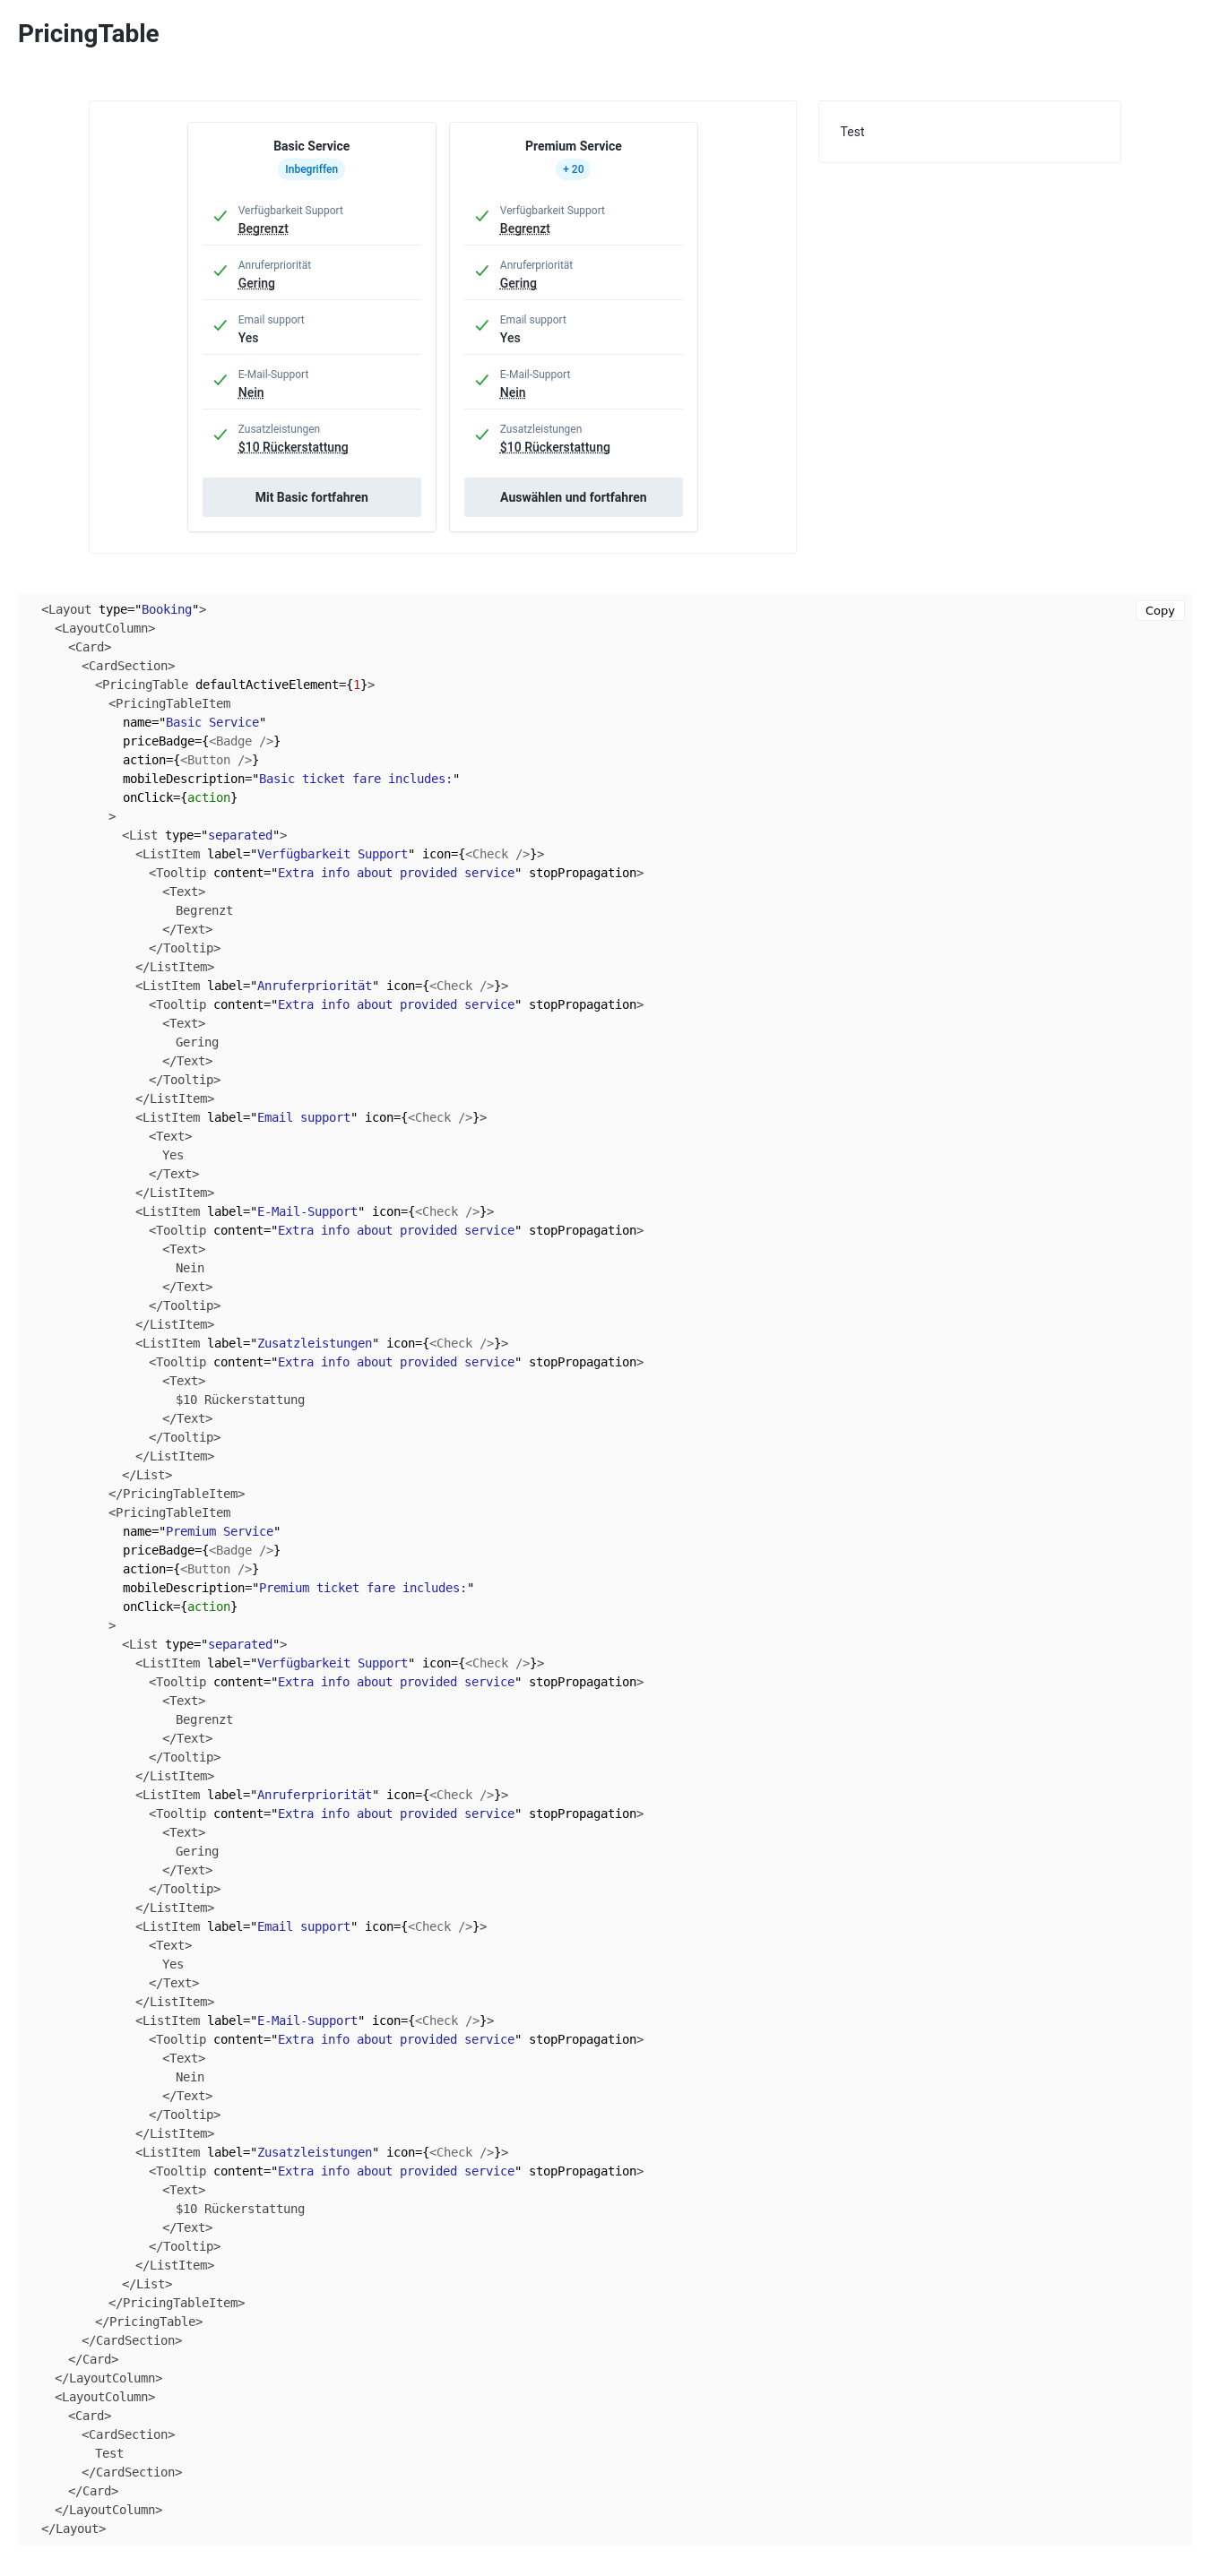 PricingTable
Basic Service
Inbegriffen
Verfügbarkeit Support
Begrenzt
Anruferpriorität
Gering
Email support
Yes
E-Mail-Support
Nein
Zusatzleistungen
$10 Rückerstattung
Mit Basic fortfahren
Premium Service
+ 20
Verfügbarkeit Support
Begrenzt
Anruferpriorität
Gering
Email support
Yes
E-Mail-Support
Nein
Zusatzleistungen
$10 Rückerstattung
Auswählen und fortfahren
Test
Copy
<Layout type="Booking">
<LayoutColumn>
<Card>
<CardSection>
<PricingTable defaultActiveElement={1}>
<PricingTableItem
name="Basic Service"
priceBadge={<Badge />}
action={<Button />}
mobileDescription="Basic ticket fare includes:"
onClick={action}
>
<List type="separated">
<ListItem label="Verfügbarkeit Support" icon={<Check />}>
<Tooltip content="Extra info about provided service" stopPropagation>
<Text>
Begrenzt
</Text>
</Tooltip>
</ListItem>
<ListItem label="Anruferpriorität" icon={<Check />}>
<Tooltip content="Extra info about provided service" stopPropagation>
<Text>
Gering
</Text>
</Tooltip>
</ListItem>
<ListItem label="Email support" icon={<Check />}>
<Text>
Yes
</Text>
</ListItem>
<ListItem label="E-Mail-Support" icon={<Check />}>
<Tooltip content="Extra info about provided service" stopPropagation>
<Text>
Nein
</Text>
</Tooltip>
</ListItem>
<ListItem label="Zusatzleistungen" icon={<Check />}>
<Tooltip content="Extra info about provided service" stopPropagation>
<Text>
$10 Rückerstattung
</Text>
</Tooltip>
</ListItem>
</List>
</PricingTableItem>
<PricingTableItem
name="Premium Service"
priceBadge={<Badge />}
action={<Button />}
mobileDescription="Premium ticket fare includes:"
onClick={action}
>
<List type="separated">
<ListItem label="Verfügbarkeit Support" icon={<Check />}>
<Tooltip content="Extra info about provided service" stopPropagation>
<Text>
Begrenzt
</Text>
</Tooltip>
</ListItem>
<ListItem label="Anruferpriorität" icon={<Check />}>
<Tooltip content="Extra info about provided service" stopPropagation>
<Text>
Gering
</Text>
</Tooltip>
</ListItem>
<ListItem label="Email support" icon={<Check />}>
<Text>
Yes
</Text>
</ListItem>
<ListItem label="E-Mail-Support" icon={<Check />}>
<Tooltip content="Extra info about provided service" stopPropagation>
<Text>
Nein
</Text>
</Tooltip>
</ListItem>
<ListItem label="Zusatzleistungen" icon={<Check />}>
<Tooltip content="Extra info about provided service" stopPropagation>
<Text>
$10 Rückerstattung
</Text>
</Tooltip>
</ListItem>
</List>
</PricingTableItem>
</PricingTable>
</CardSection>
</Card>
</LayoutColumn>
<LayoutColumn>
<Card>
<CardSection>
Test
</CardSection>
</Card>
</LayoutColumn>
</Layout>